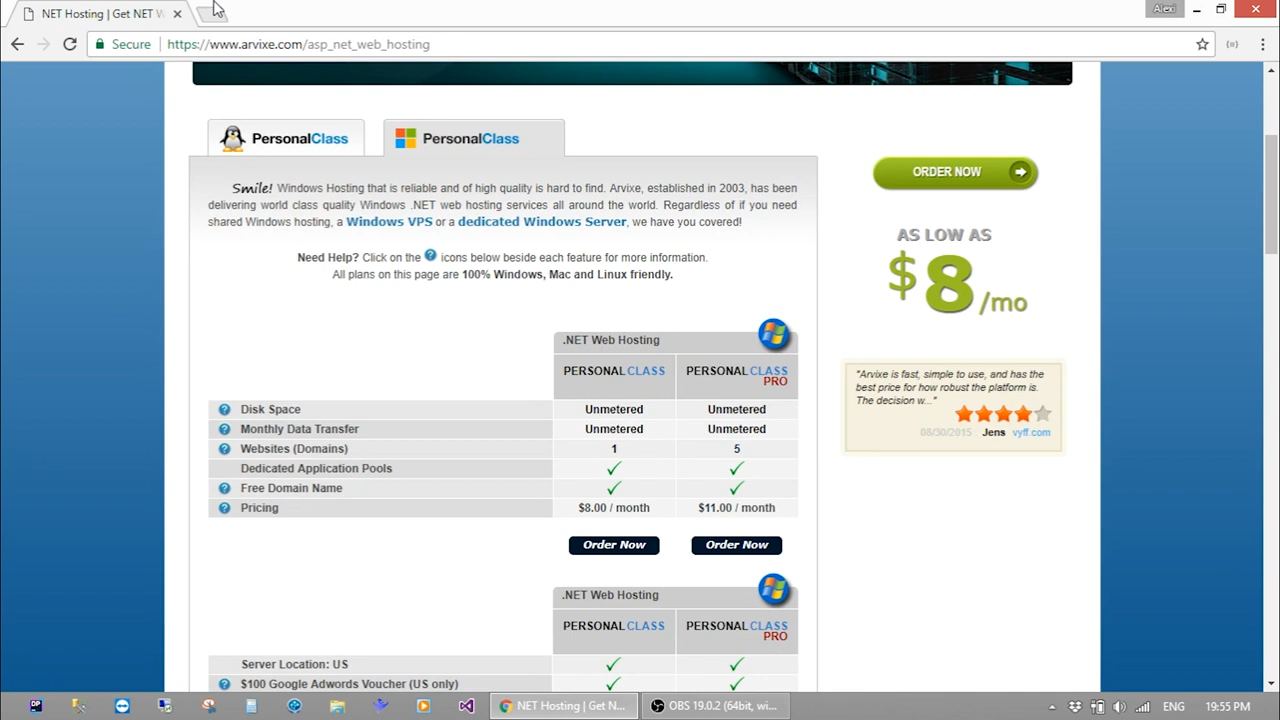 NET Hosting | Get NET W
Alexi
Secure
https://www.arvixe.com/asp_net_web_hosting
PersonalClass
PersonalClass
Smile! Windows Hosting that is reliable and of high quality is hard to find. Arvixe, established in 2003, has been
delivering world class quality Windows .NET web hosting services all around the world. Regardless of if you need
shared Windows hosting, a Windows VPS or a dedicated Windows Server, we have you covered!
Need Help? Click on the ? icons below beside each feature for more information.
All plans on this page are 100% Windows, Mac and Linux friendly.
ORDER NOW
AS LOW AS
$8/mo
"Arvixe is fast, simple to use, and has the
best price for how robust the platform is.
The decision w..."
08/30/2015 Jens vyff.com
.NET Web Hosting
PERSONALCLASS PERSONALCLASS
PRO
? Disk Space Unmetered Unmetered
? Monthly Data Transfer Unmetered Unmetered
? Websites (Domains) 1 5
Dedicated Application Pools
? Free Domain Name
? Pricing $8.00 / month $11.00 / month
Order Now Order Now
.NET Web Hosting
PERSONALCLASS PERSONALCLASS
PRO
Server Location: US
? $100 Google Adwords Voucher (US only)
NET Hosting | Get N...
OBS 19.0.2 (64bit, wi...
ENG
19:55 PM